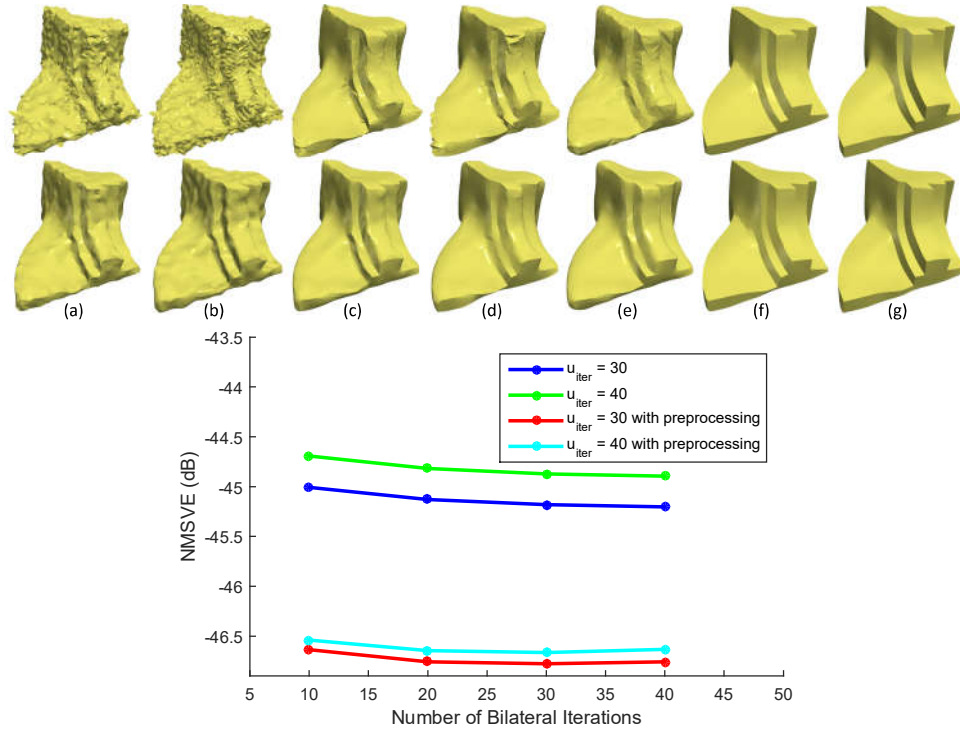 (a) (b) (c) (d) (e) (f) (g)
-43.5
-44
-44.5
-45
-45.5
-46
-46.5
NMSVE (dB)
u_iter = 30
u_iter = 40
u_iter = 30 with preprocessing
u_iter = 40 with preprocessing
5 10 15 20 25 30 35 40 45 50
Number of Bilateral Iterations